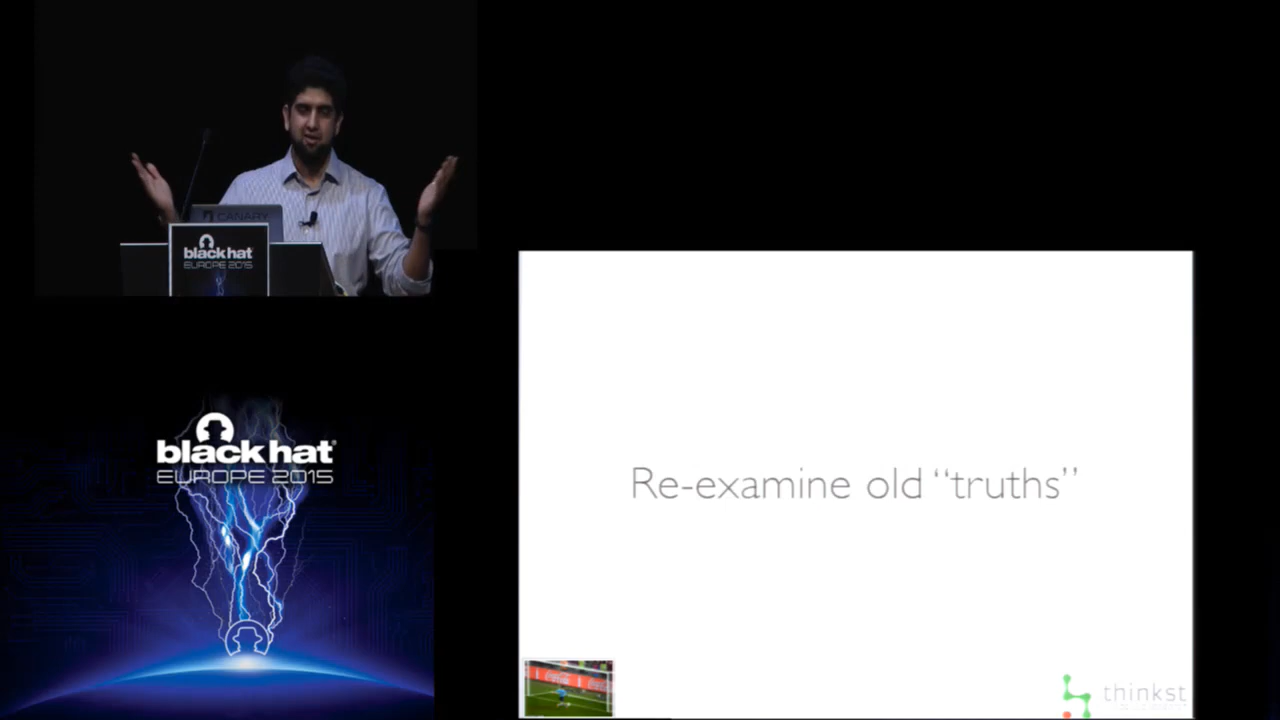 CANARY
black hat
EUROPE 2015
black hat
EUROPE 2015
Re-examine old “truths”
thinkst